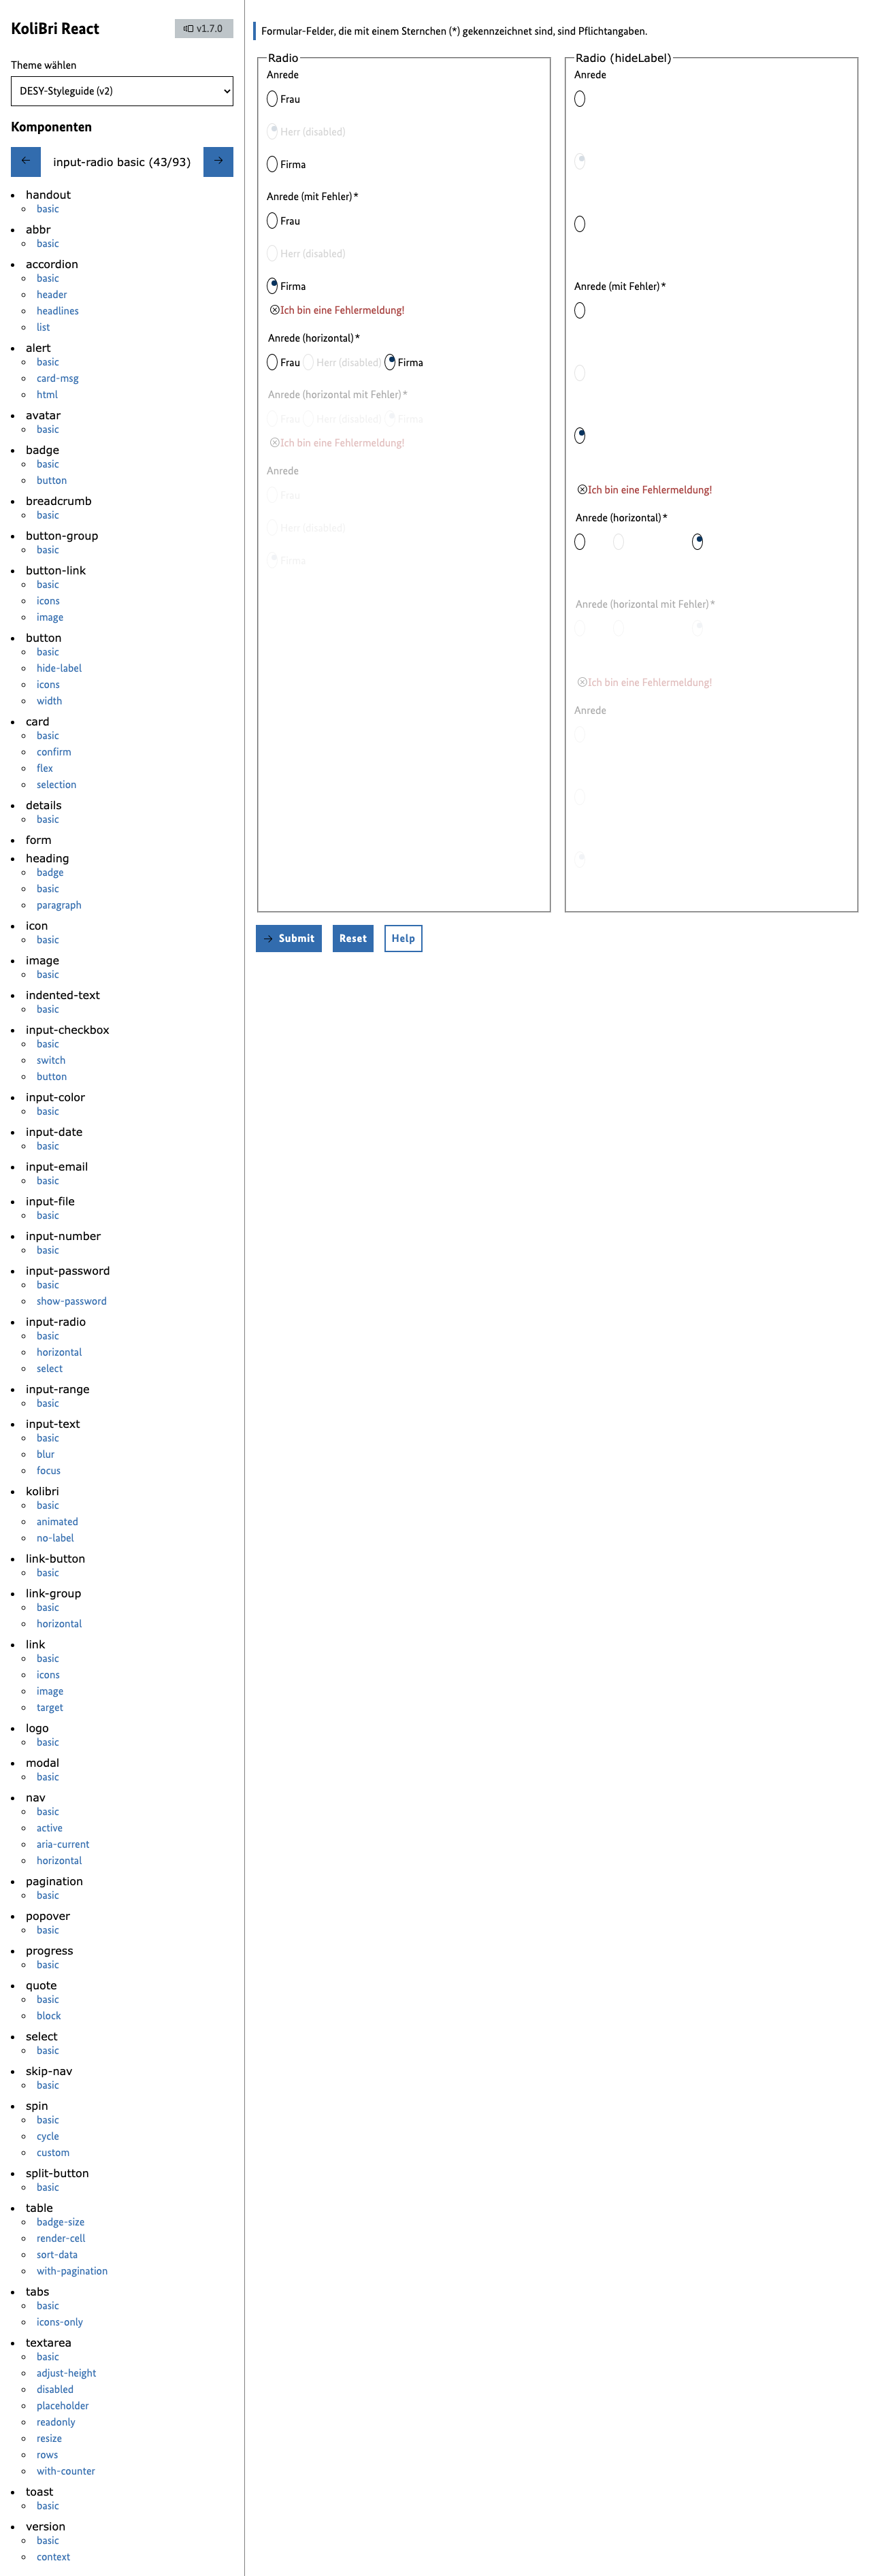 KoliBri React
v1.7.0
Theme wählen
DESY-Styleguide (v2)
Komponenten
← input-radio basic (43/93) →
handout
basic
abbr
basic
accordion
basic
header
headlines
list
alert
basic
card-msg
html
avatar
basic
badge
basic
button
breadcrumb
basic
button-group
basic
button-link
basic
icons
image
button
basic
hide-label
icons
width
card
basic
confirm
flex
selection
details
basic
form
heading
badge
basic
paragraph
icon
basic
image
basic
indented-text
basic
input-checkbox
basic
switch
button
input-color
basic
input-date
basic
input-email
basic
input-file
basic
input-number
basic
input-password
basic
show-password
input-radio
basic
horizontal
select
input-range
basic
input-text
basic
blur
focus
kolibri
basic
animated
no-label
link-button
basic
link-group
basic
horizontal
link
basic
icons
image
target
logo
basic
modal
basic
nav
basic
active
aria-current
horizontal
pagination
basic
popover
basic
progress
basic
quote
basic
block
select
basic
skip-nav
basic
spin
basic
cycle
custom
split-button
basic
table
badge-size
render-cell
sort-data
with-pagination
tabs
basic
icons-only
textarea
basic
adjust-height
disabled
placeholder
readonly
resize
rows
with-counter
toast
basic
version
basic
context
Formular-Felder, die mit einem Sternchen (*) gekennzeichnet sind, sind Pflichtangaben.
Radio
Anrede
Frau
Herr (disabled)
Firma
Anrede (mit Fehler)*
Frau
Herr (disabled)
Firma
Ich bin eine Fehlermeldung!
Anrede (horizontal)*
Frau Herr (disabled) Firma
Anrede (horizontal mit Fehler)*
Frau Herr (disabled) Firma
Ich bin eine Fehlermeldung!
Anrede
Frau
Herr (disabled)
Firma
Radio (hideLabel)
Anrede
Anrede (mit Fehler)*
Ich bin eine Fehlermeldung!
Anrede (horizontal)*
Anrede (horizontal mit Fehler)*
Ich bin eine Fehlermeldung!
Anrede
→ Submit
Reset
Help